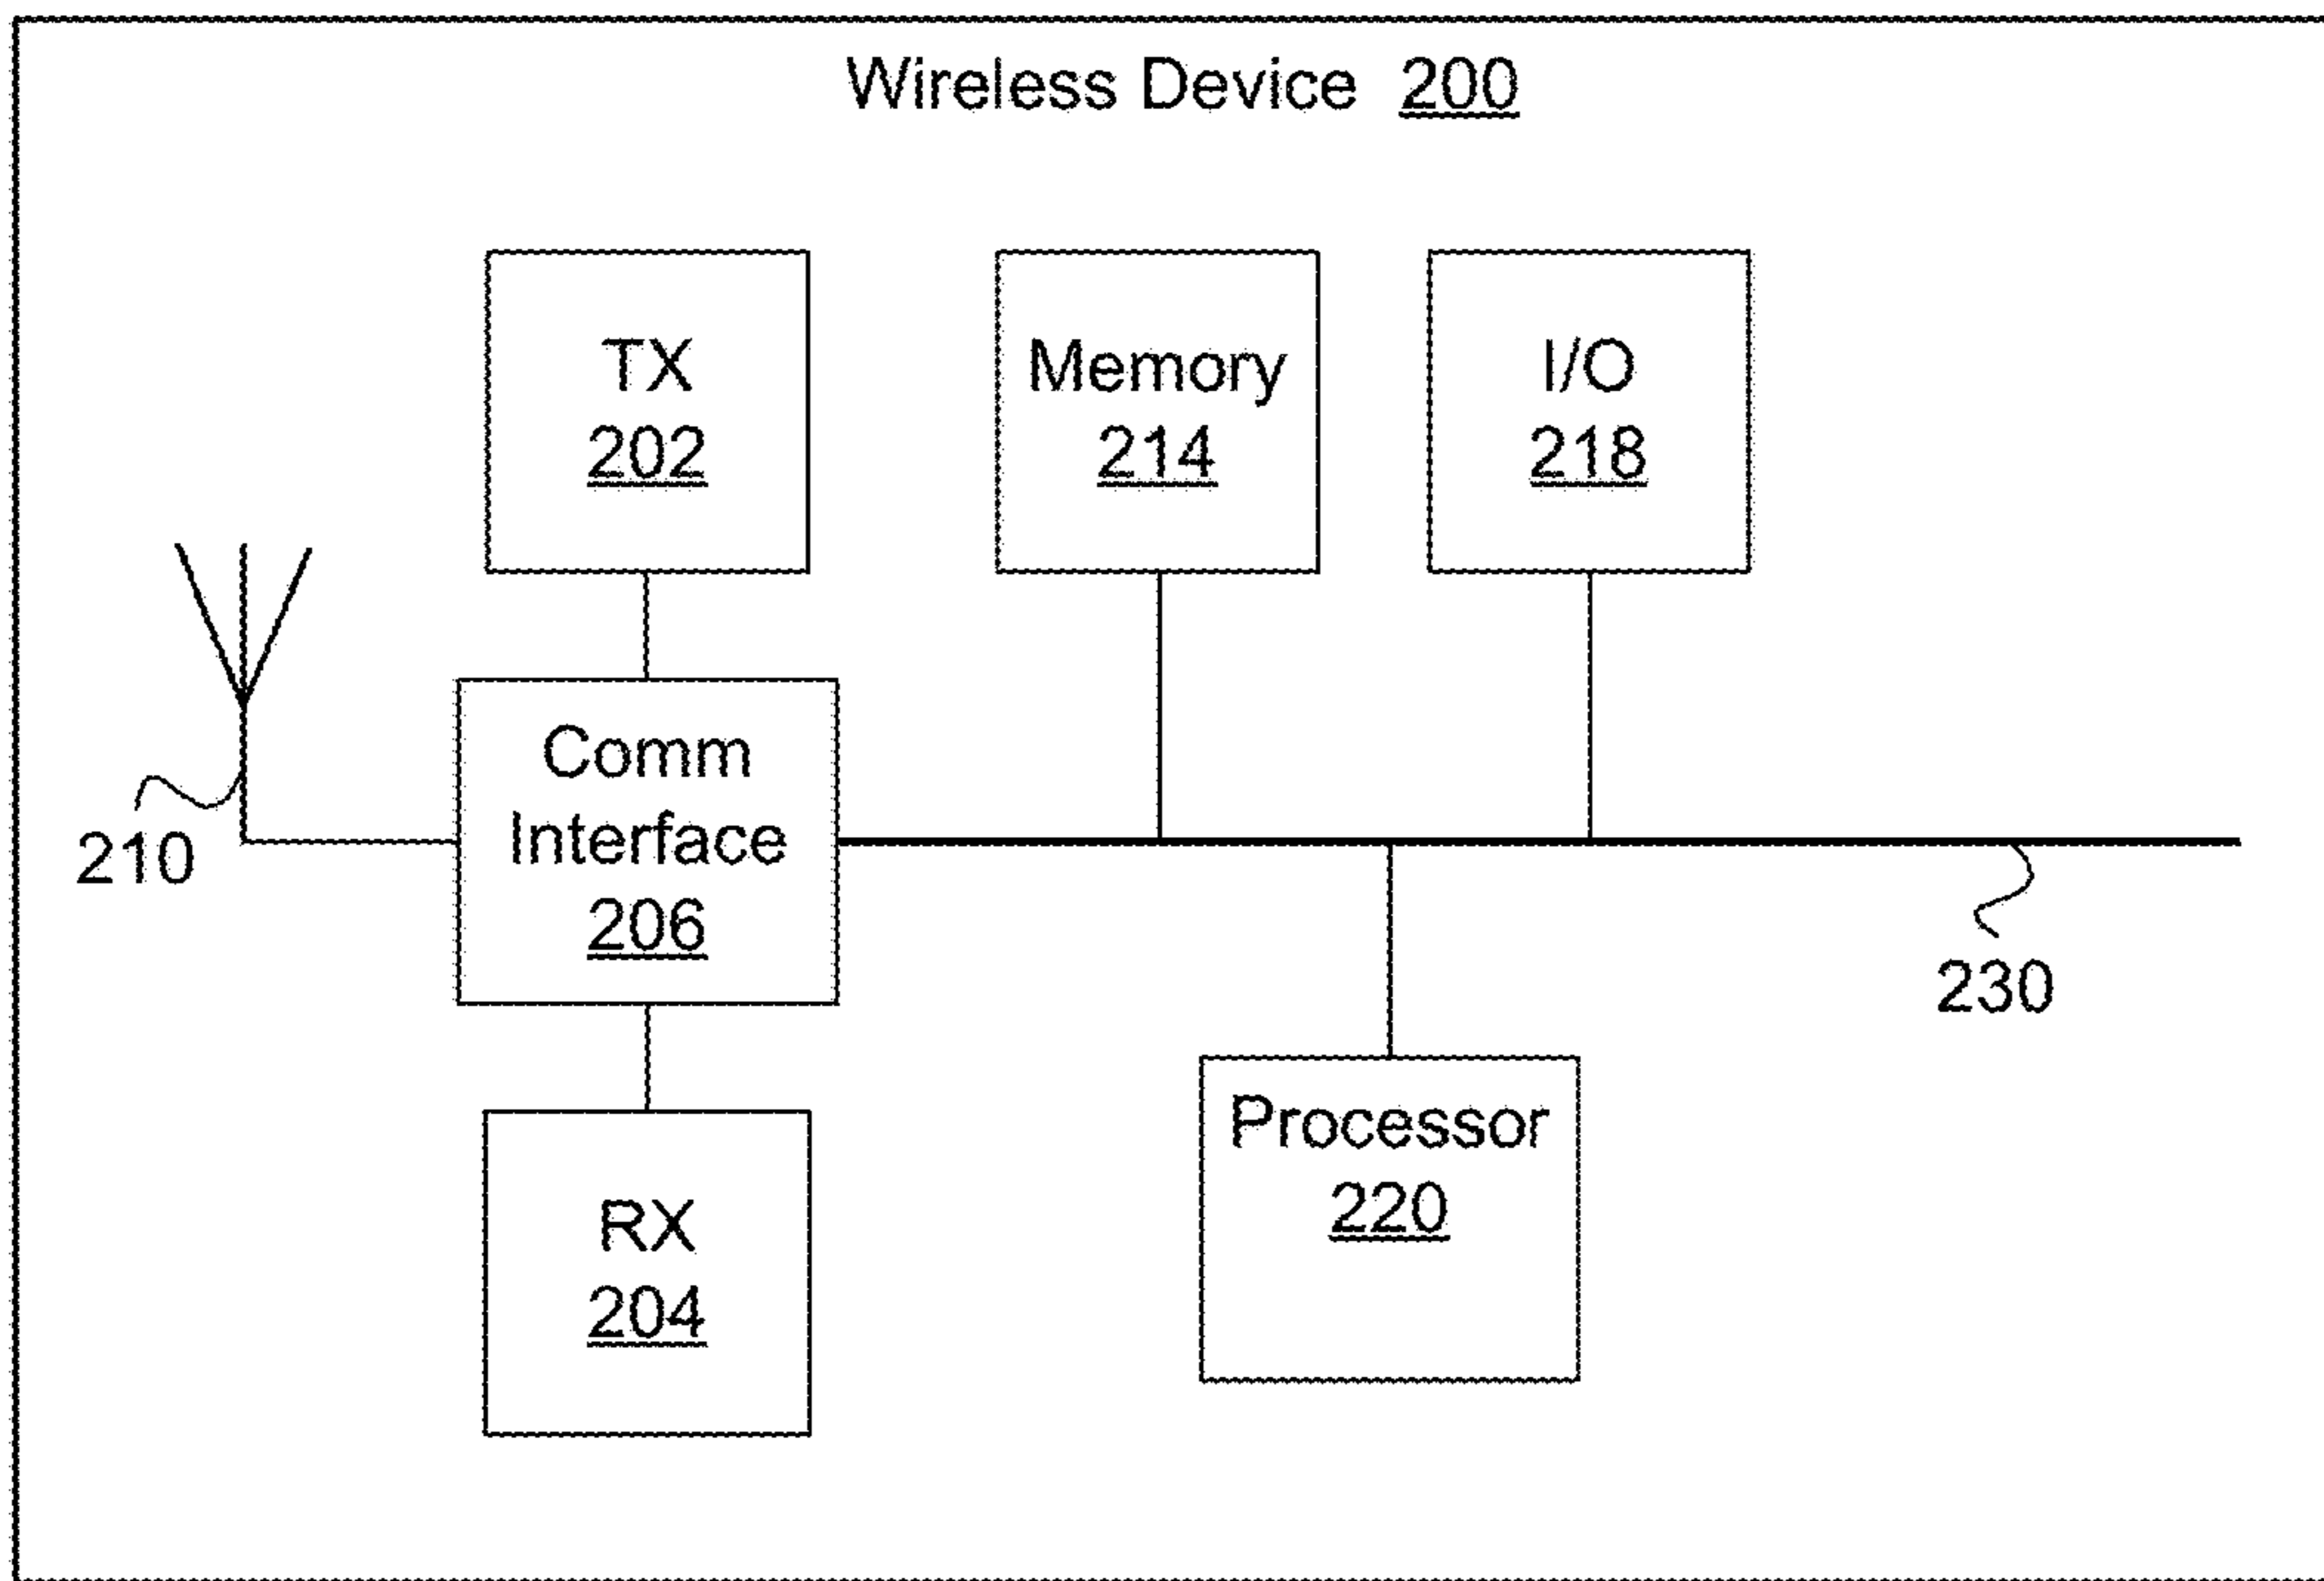 Wireless Device 200
TX
202
Memory
214
I/O
218
210
Comm
Interface
206
230
RX
204
Processor
220